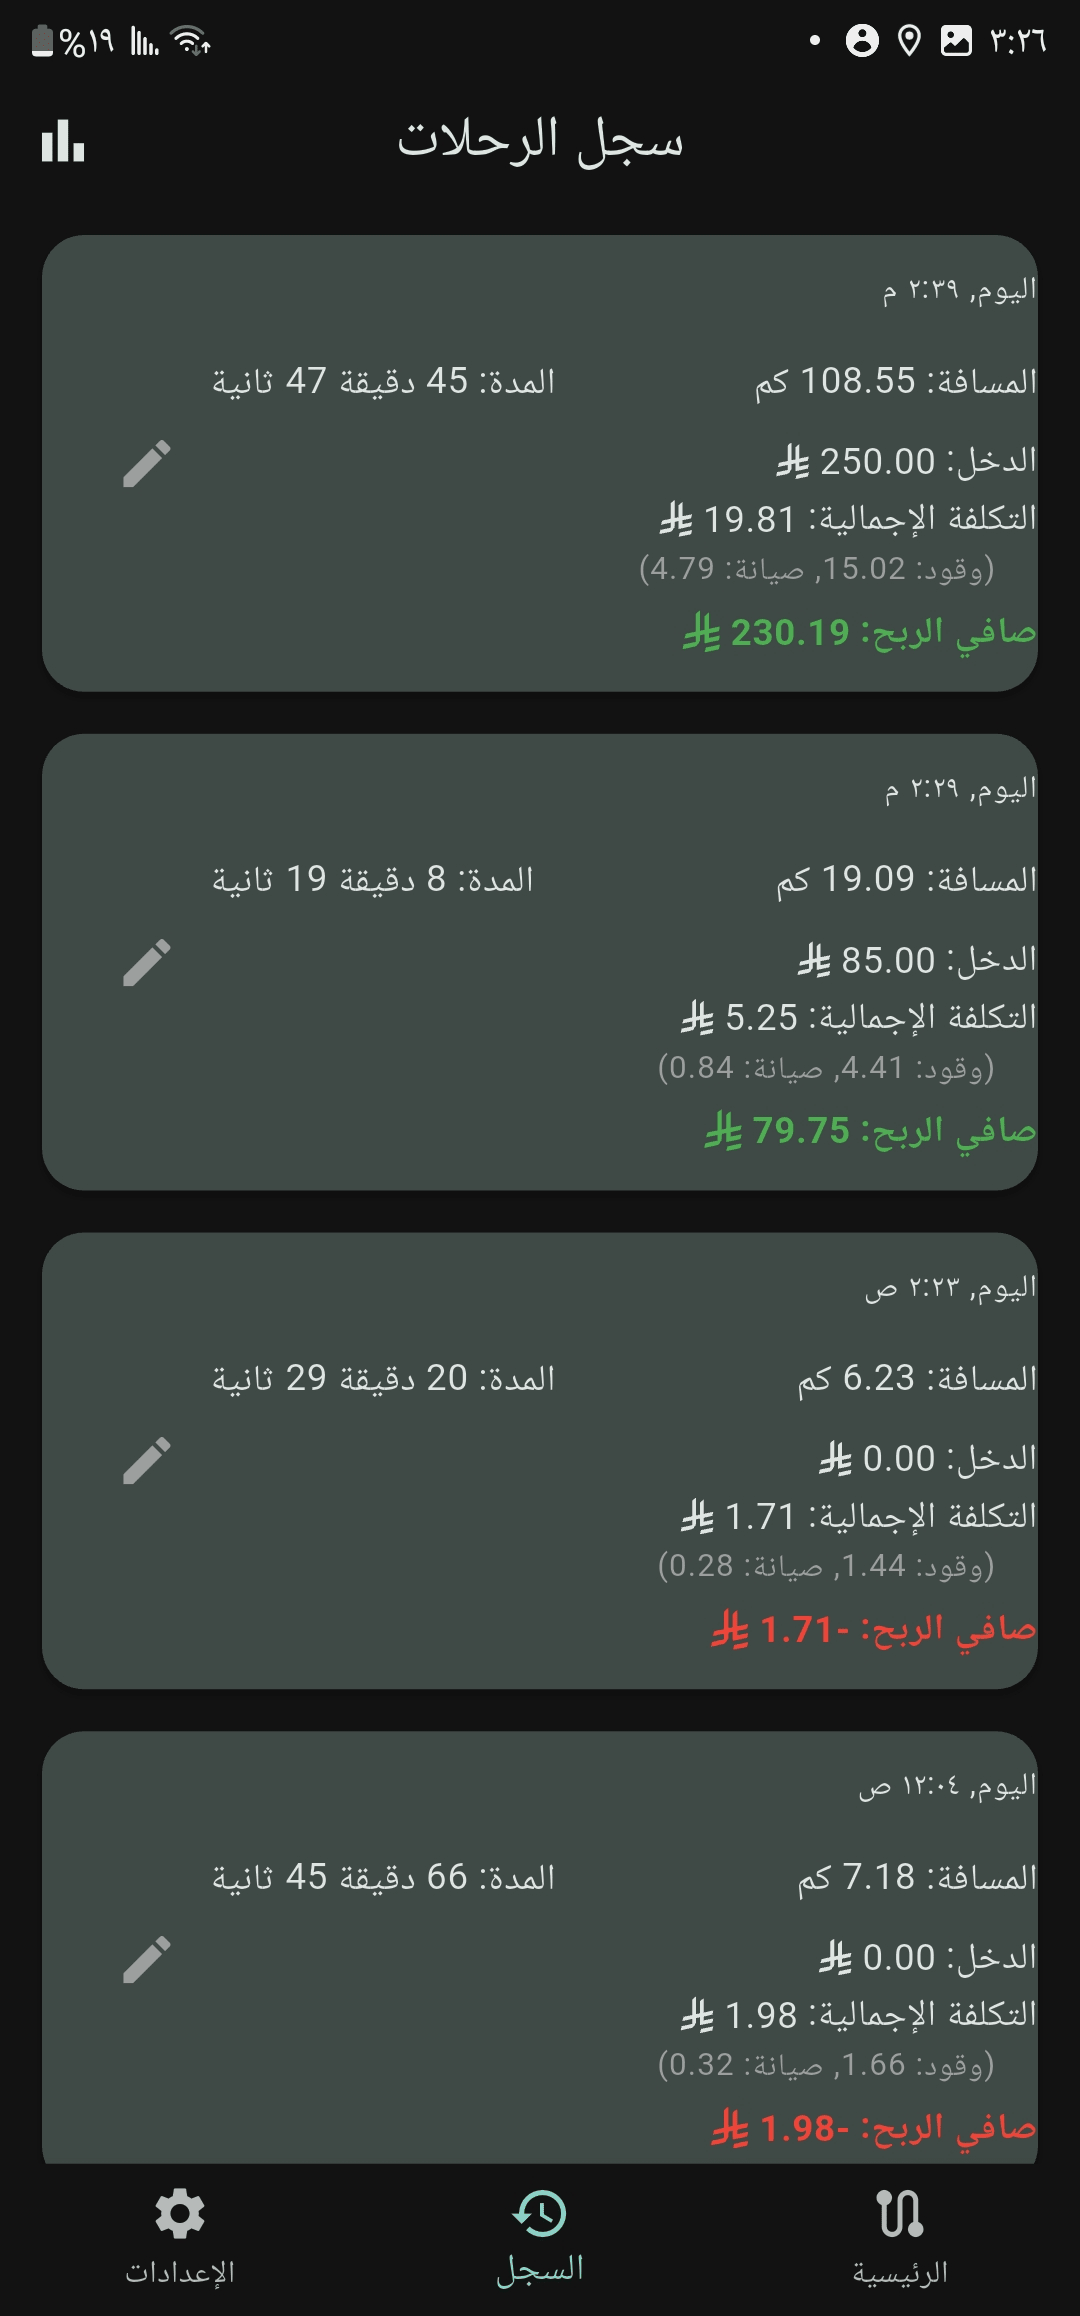 ٣:٢٦
%١٩
سجل الرحلات
اليوم, ٢:٣٩ م
المسافة: 108.55 كم المدة: 45 دقيقة 47 ثانية
الدخل: 250.00 ⃁
التكلفة الإجمالية: 19.81 ⃁
(وقود: 15.02, صيانة: 4.79)
صافي الربح: 230.19 ⃁
اليوم, ٢:٢٩ م
المسافة: 19.09 كم المدة: 8 دقيقة 19 ثانية
الدخل: 85.00 ⃁
التكلفة الإجمالية: 5.25 ⃁
(وقود: 4.41, صيانة: 0.84)
صافي الربح: 79.75 ⃁
اليوم, ٢:٢٣ ص
المسافة: 6.23 كم المدة: 20 دقيقة 29 ثانية
الدخل: 0.00 ⃁
التكلفة الإجمالية: 1.71 ⃁
(وقود: 1.44, صيانة: 0.28)
صافي الربح: -1.71 ⃁
اليوم, ١٢:٠٤ ص
المسافة: 7.18 كم المدة: 66 دقيقة 45 ثانية
الدخل: 0.00 ⃁
التكلفة الإجمالية: 1.98 ⃁
(وقود: 1.66, صيانة: 0.32)
صافي الربح: -1.98 ⃁
الرئيسية السجل الإعدادات